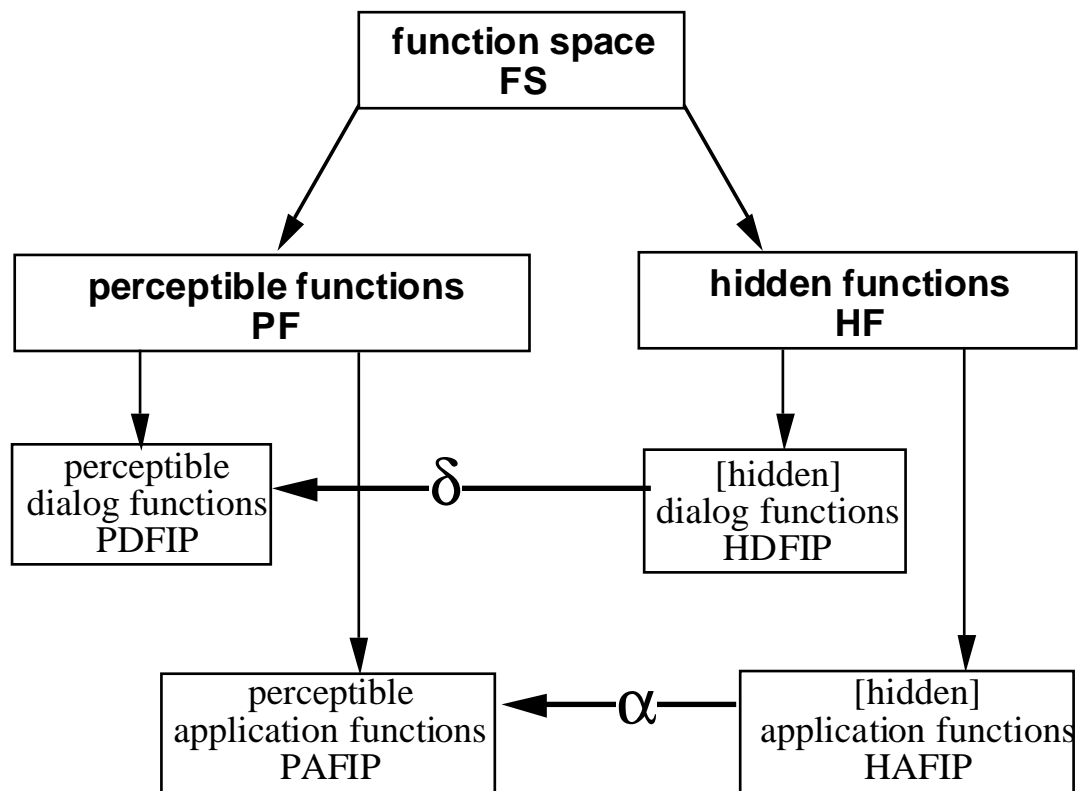 function space
FS
perceptible functions
PF
hidden functions
HF
perceptible
dialog functions
PDFIP
δ
[hidden]
dialog functions
HDFIP
perceptible
application functions
PAFIP
α
[hidden]
application functions
HAFIP